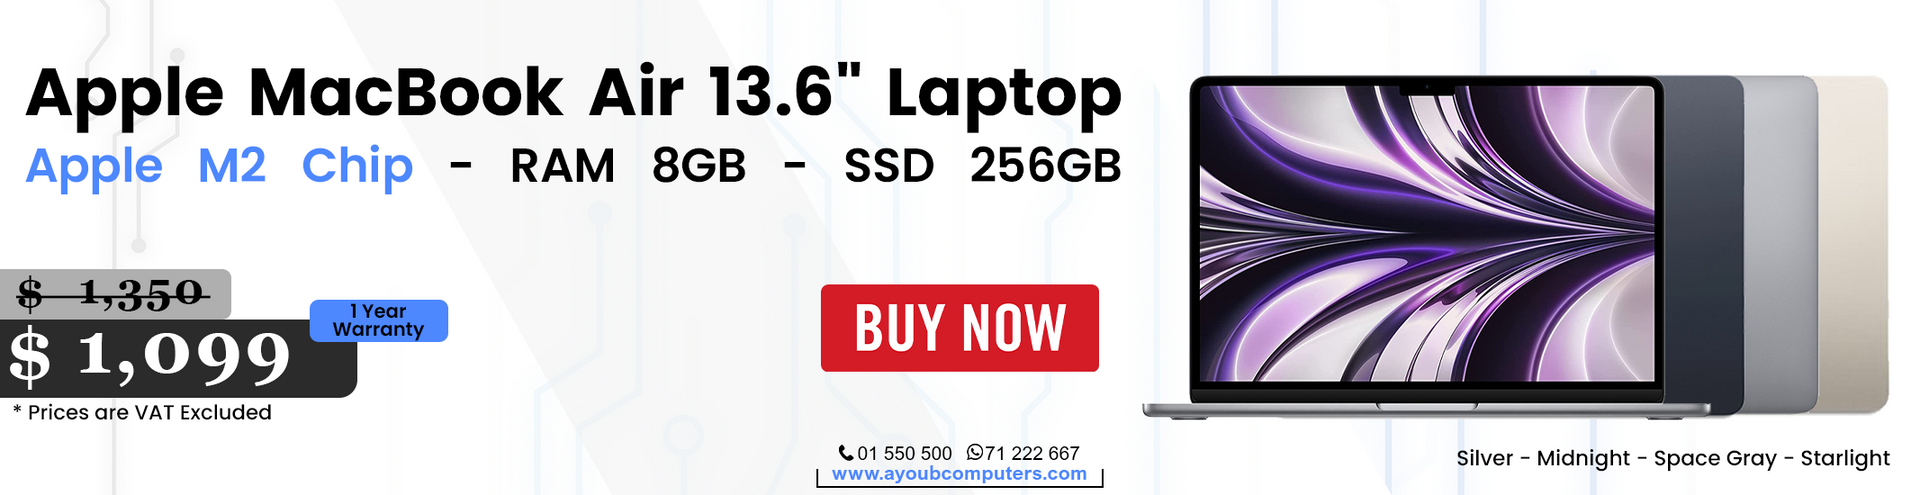 Apple MacBook Air 13.6" Laptop
Apple M2 Chip - RAM 8GB - SSD 256GB
$ 1,350
$ 1,099
1 Year
Warranty
* Prices are VAT Excluded
BUY NOW
01 550 500 71 222 667
www.ayoubcomputers.com
Silver - Midnight - Space Gray - Starlight